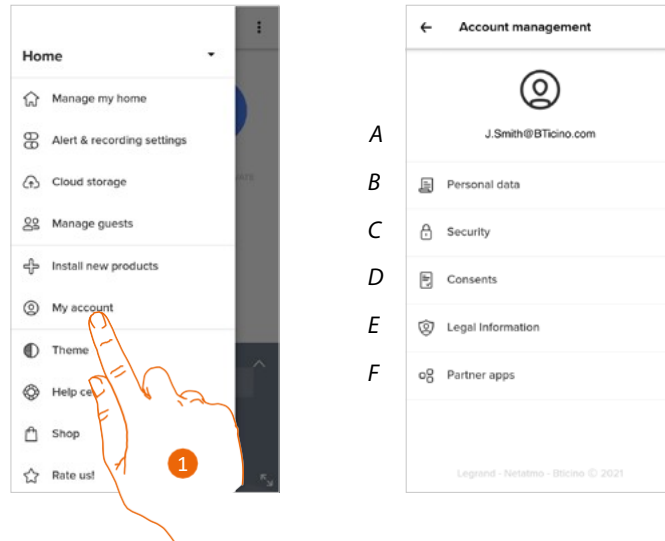 Home
Manage my home
Alert & recording settings
Cloud storage
Manage guests
Install new products
My account
Theme
Help ce
Shop
Rate us!
1
Account management
A J.Smith@BTicino.com
B Personal data
C Security
D Consents
E Legal Information
F Partner apps
Legrand - Netatmo - Bticino © 2021